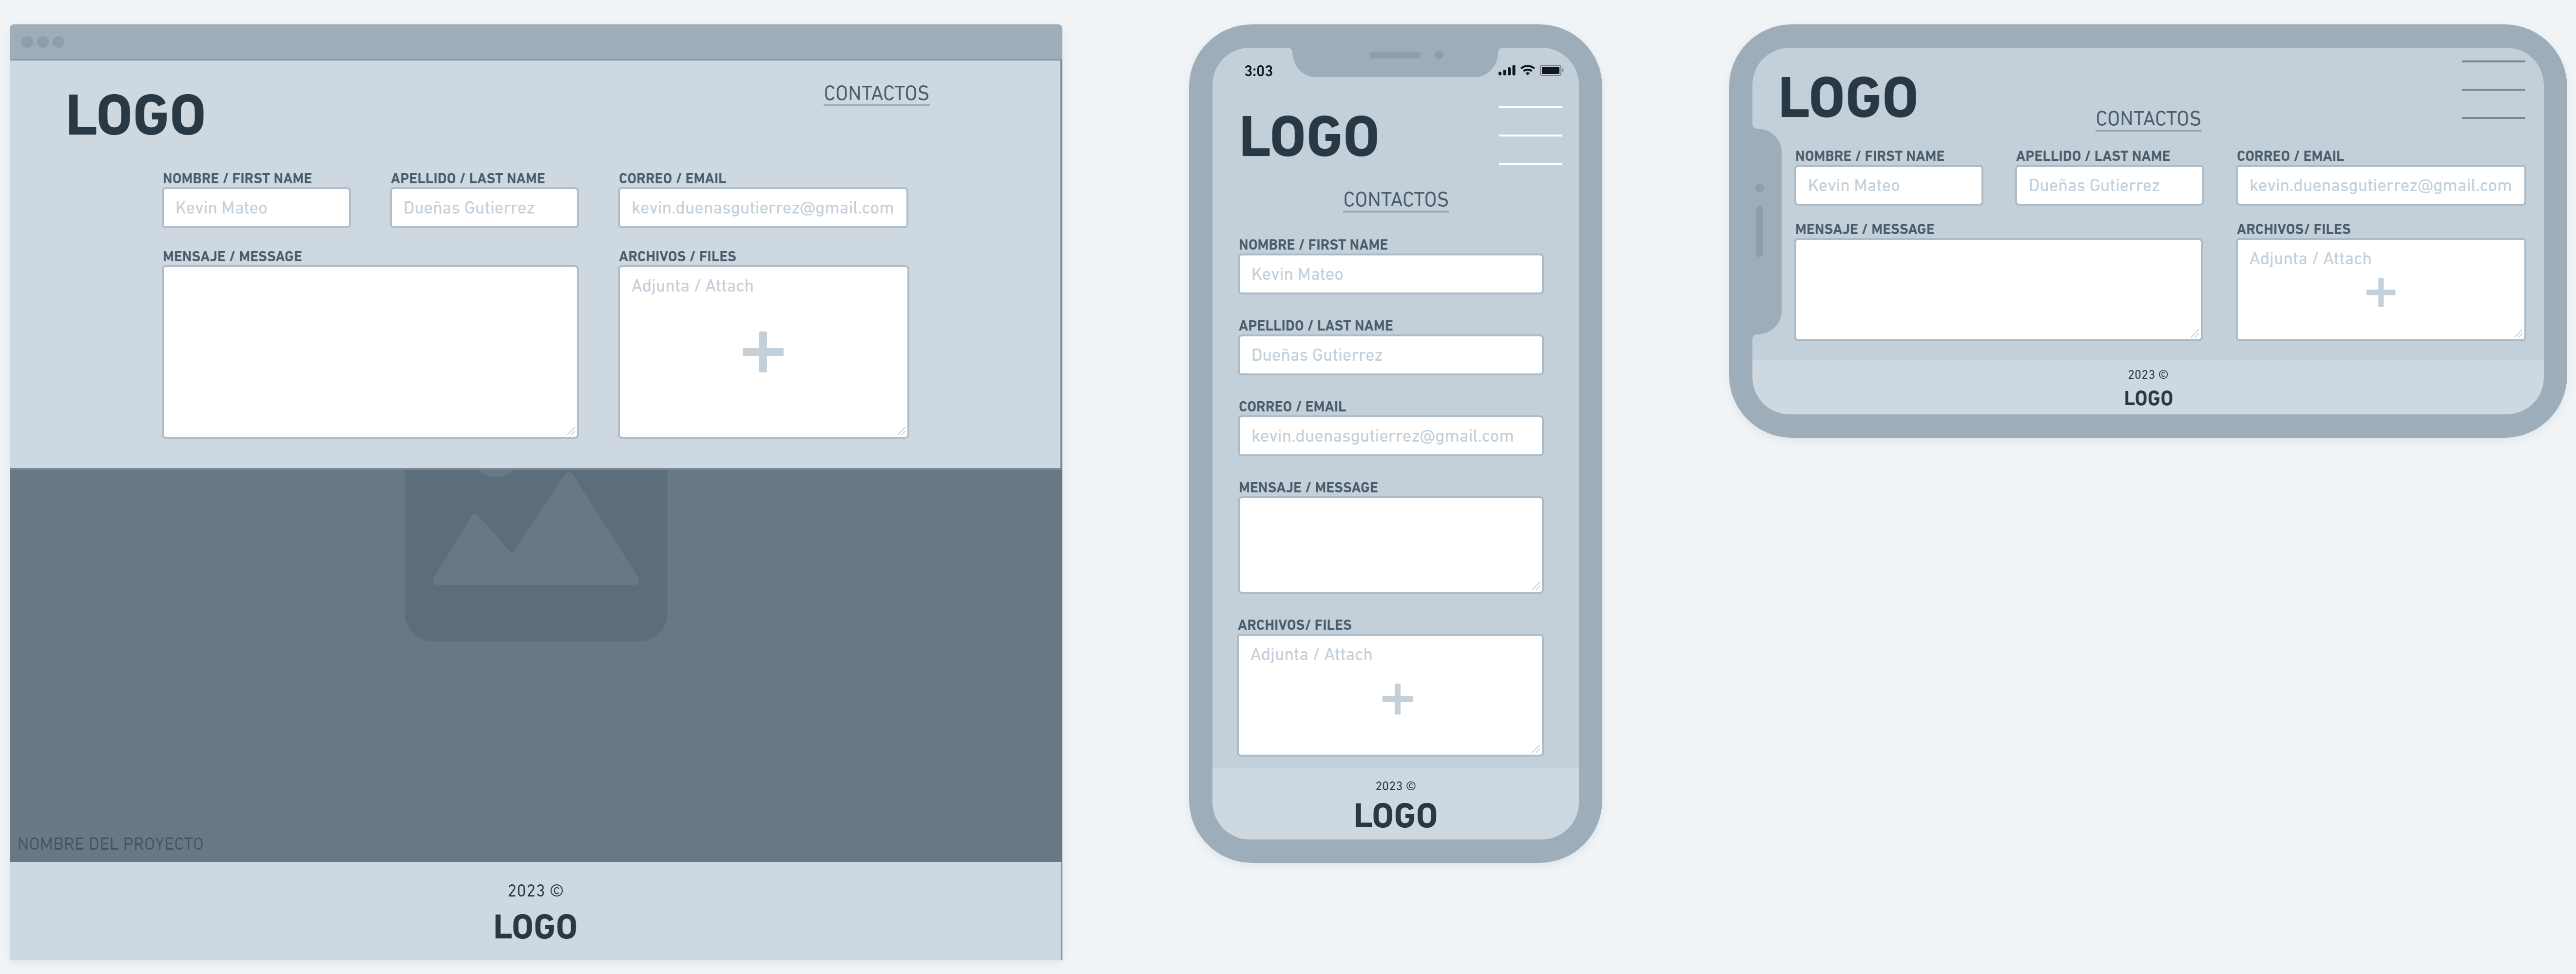 LOGO
CONTACTOS
NOMBRE / FIRST NAME
APELLIDO / LAST NAME
CORREO / EMAIL
Kevin Mateo
Dueñas Gutierrez
kevin.duenasgutierrez@gmail.com
MENSAJE / MESSAGE
ARCHIVOS / FILES
Adjunta / Attach
NOMBRE DEL PROYECTO
2023 ©
LOGO
3:03
LOGO
CONTACTOS
NOMBRE / FIRST NAME
Kevin Mateo
APELLIDO / LAST NAME
Dueñas Gutierrez
CORREO / EMAIL
kevin.duenasgutierrez@gmail.com
MENSAJE / MESSAGE
ARCHIVOS/ FILES
Adjunta / Attach
2023 ©
LOGO
LOGO
CONTACTOS
NOMBRE / FIRST NAME
APELLIDO / LAST NAME
CORREO / EMAIL
Kevin Mateo
Dueñas Gutierrez
kevin.duenasgutierrez@gmail.com
MENSAJE / MESSAGE
ARCHIVOS/ FILES
Adjunta / Attach
2023 ©
LOGO